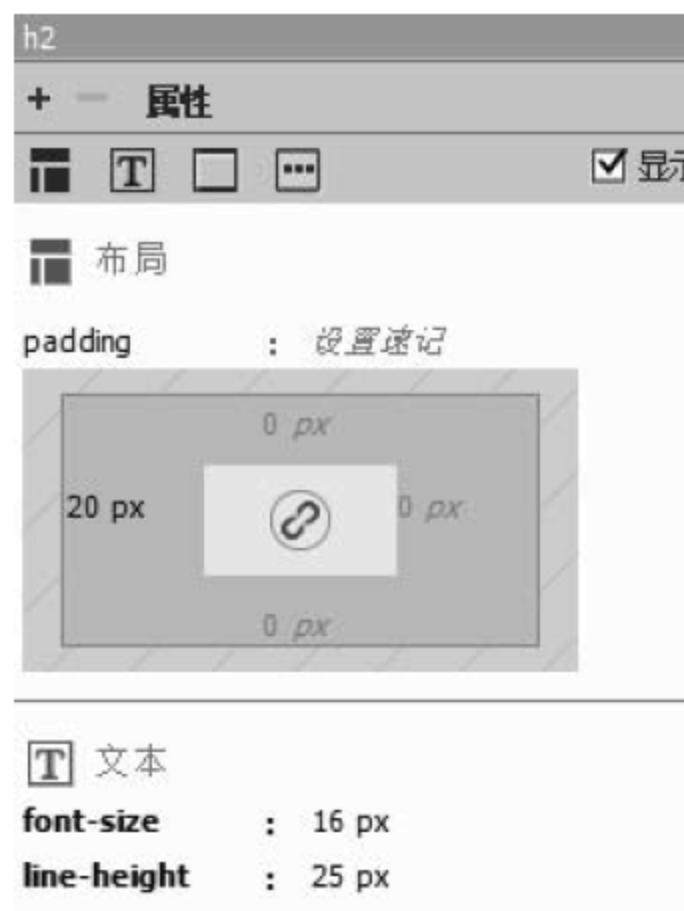 h2
+ − 属性
T ✓ 显示
布局
padding : 设置速记
0 px
20 px 0 px
0 px
T 文本
font-size : 16 px
line-height : 25 px